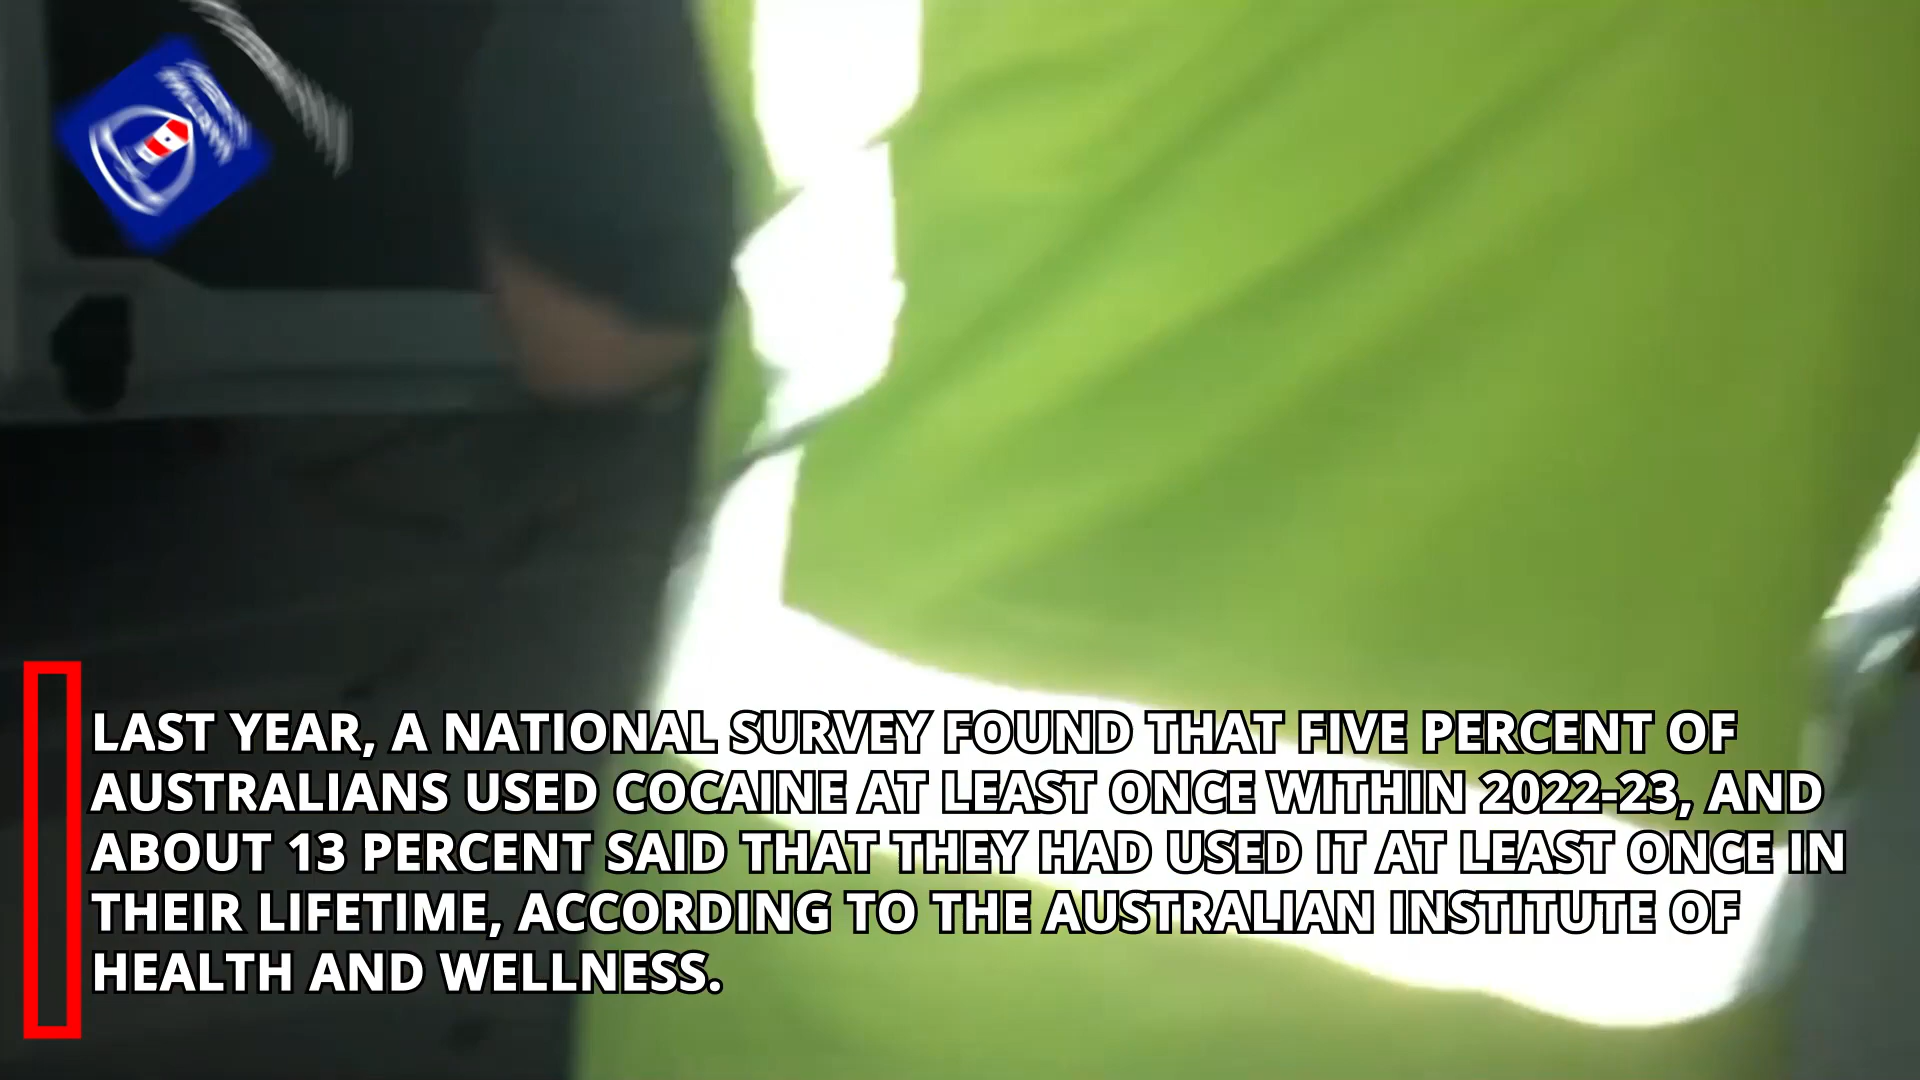 LAST YEAR, A NATIONAL SURVEY FOUND THAT FIVE PERCENT OF
AUSTRALIANS USED COCAINE AT LEAST ONCE WITHIN 2022-23, AND
ABOUT 13 PERCENT SAID THAT THEY HAD USED IT AT LEAST ONCE IN
THEIR LIFETIME, ACCORDING TO THE AUSTRALIAN INSTITUTE OF
HEALTH AND WELLNESS.